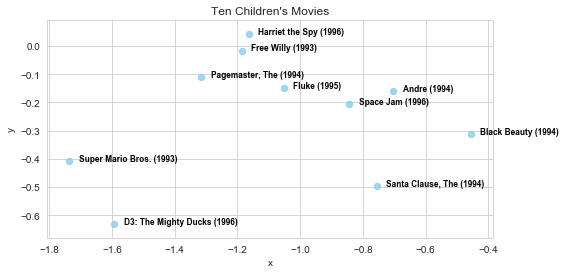 Ten Children's Movies
Harriet the Spy (1996)
Free Willy (1993)
Pagemaster, The (1994)
Fluke (1995)
Andre (1994)
Space Jam (1996)
Black Beauty (1994)
Super Mario Bros. (1993)
Santa Clause, The (1994)
D3: The Mighty Ducks (1996)
y
0.0
−0.1
−0.2
−0.3
−0.4
−0.5
−0.6
−1.8 −1.6 −1.4 −1.2 −1.0 −0.8 −0.6 −0.4
x